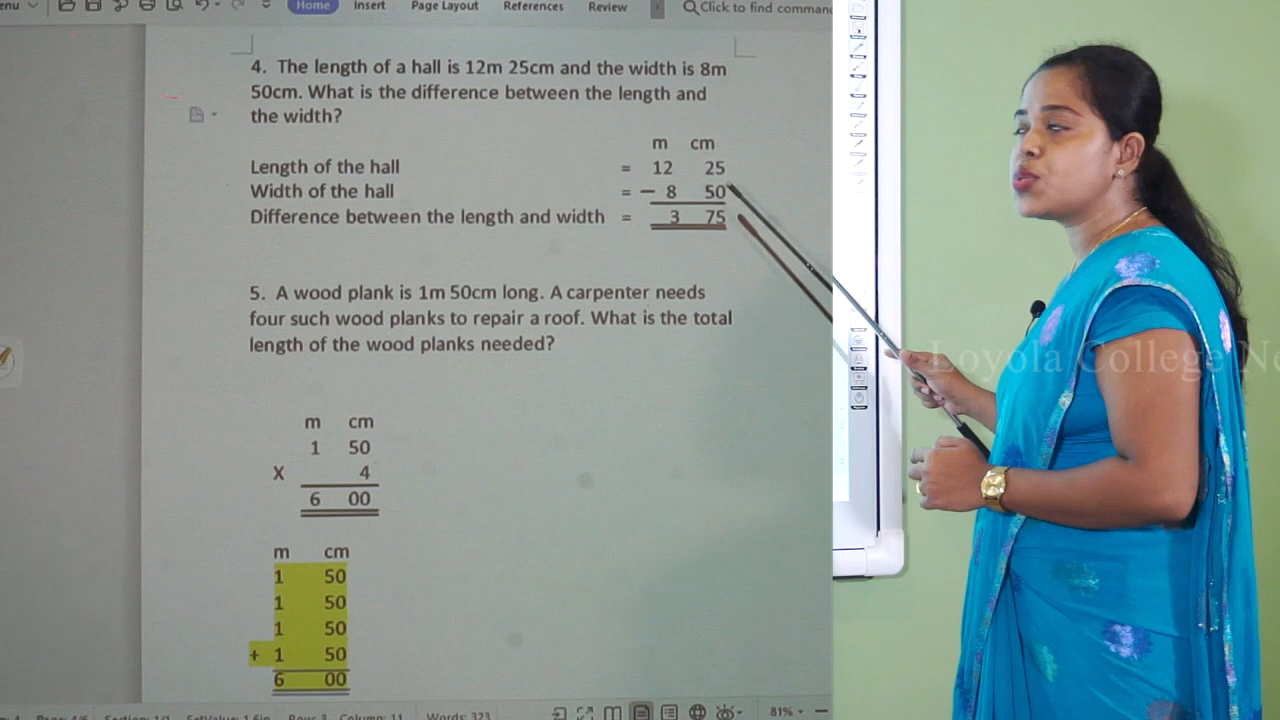 Home Insert Page Layout References Review Click to find comman
4. The length of a hall is 12m 25cm and the width is 8m
50cm. What is the difference between the length and
the width?
m cm
Length of the hall = 12 25
Width of the hall = − 8 50
Difference between the length and width = 3 75
5. A wood plank is 1m 50cm long. A carpenter needs
four such wood planks to repair a roof. What is the total
length of the wood planks needed?
m cm
1 50
X 4
6 00
m cm
1 50
1 50
1 50
+ 1 50
6 00
Loyola College Ne
Column: 11 Words: 323 81%